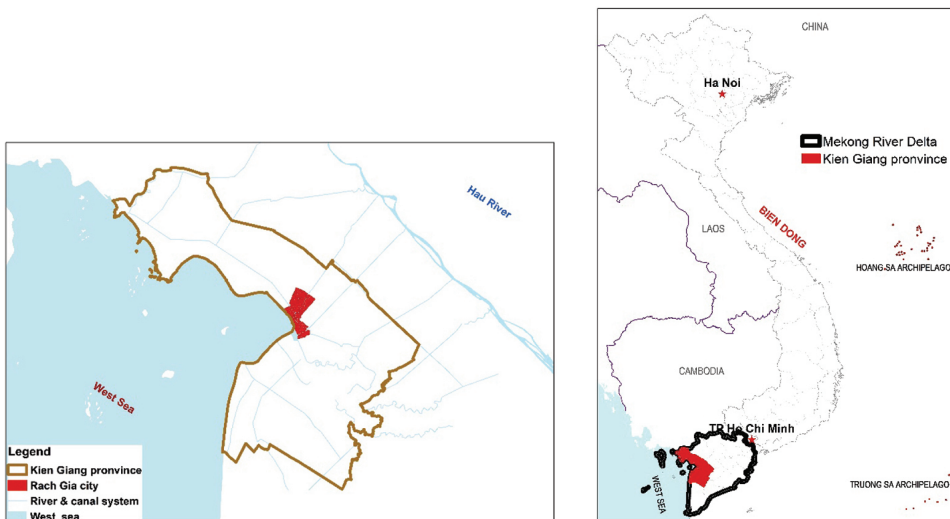 Hau River
West Sea
Legend
Kien Giang pronvince
Rach Gia city
River & canal system
West sea
CHINA
Ha Noi
Mekong River Delta
Kien Giang pronvince
BIEN DONG
LAOS
HOANG SA ARCHIPELAGO
CAMBODIA
TP Ho Chi Minh
WEST SEA
TRUONG SA ARCHIPELAGO